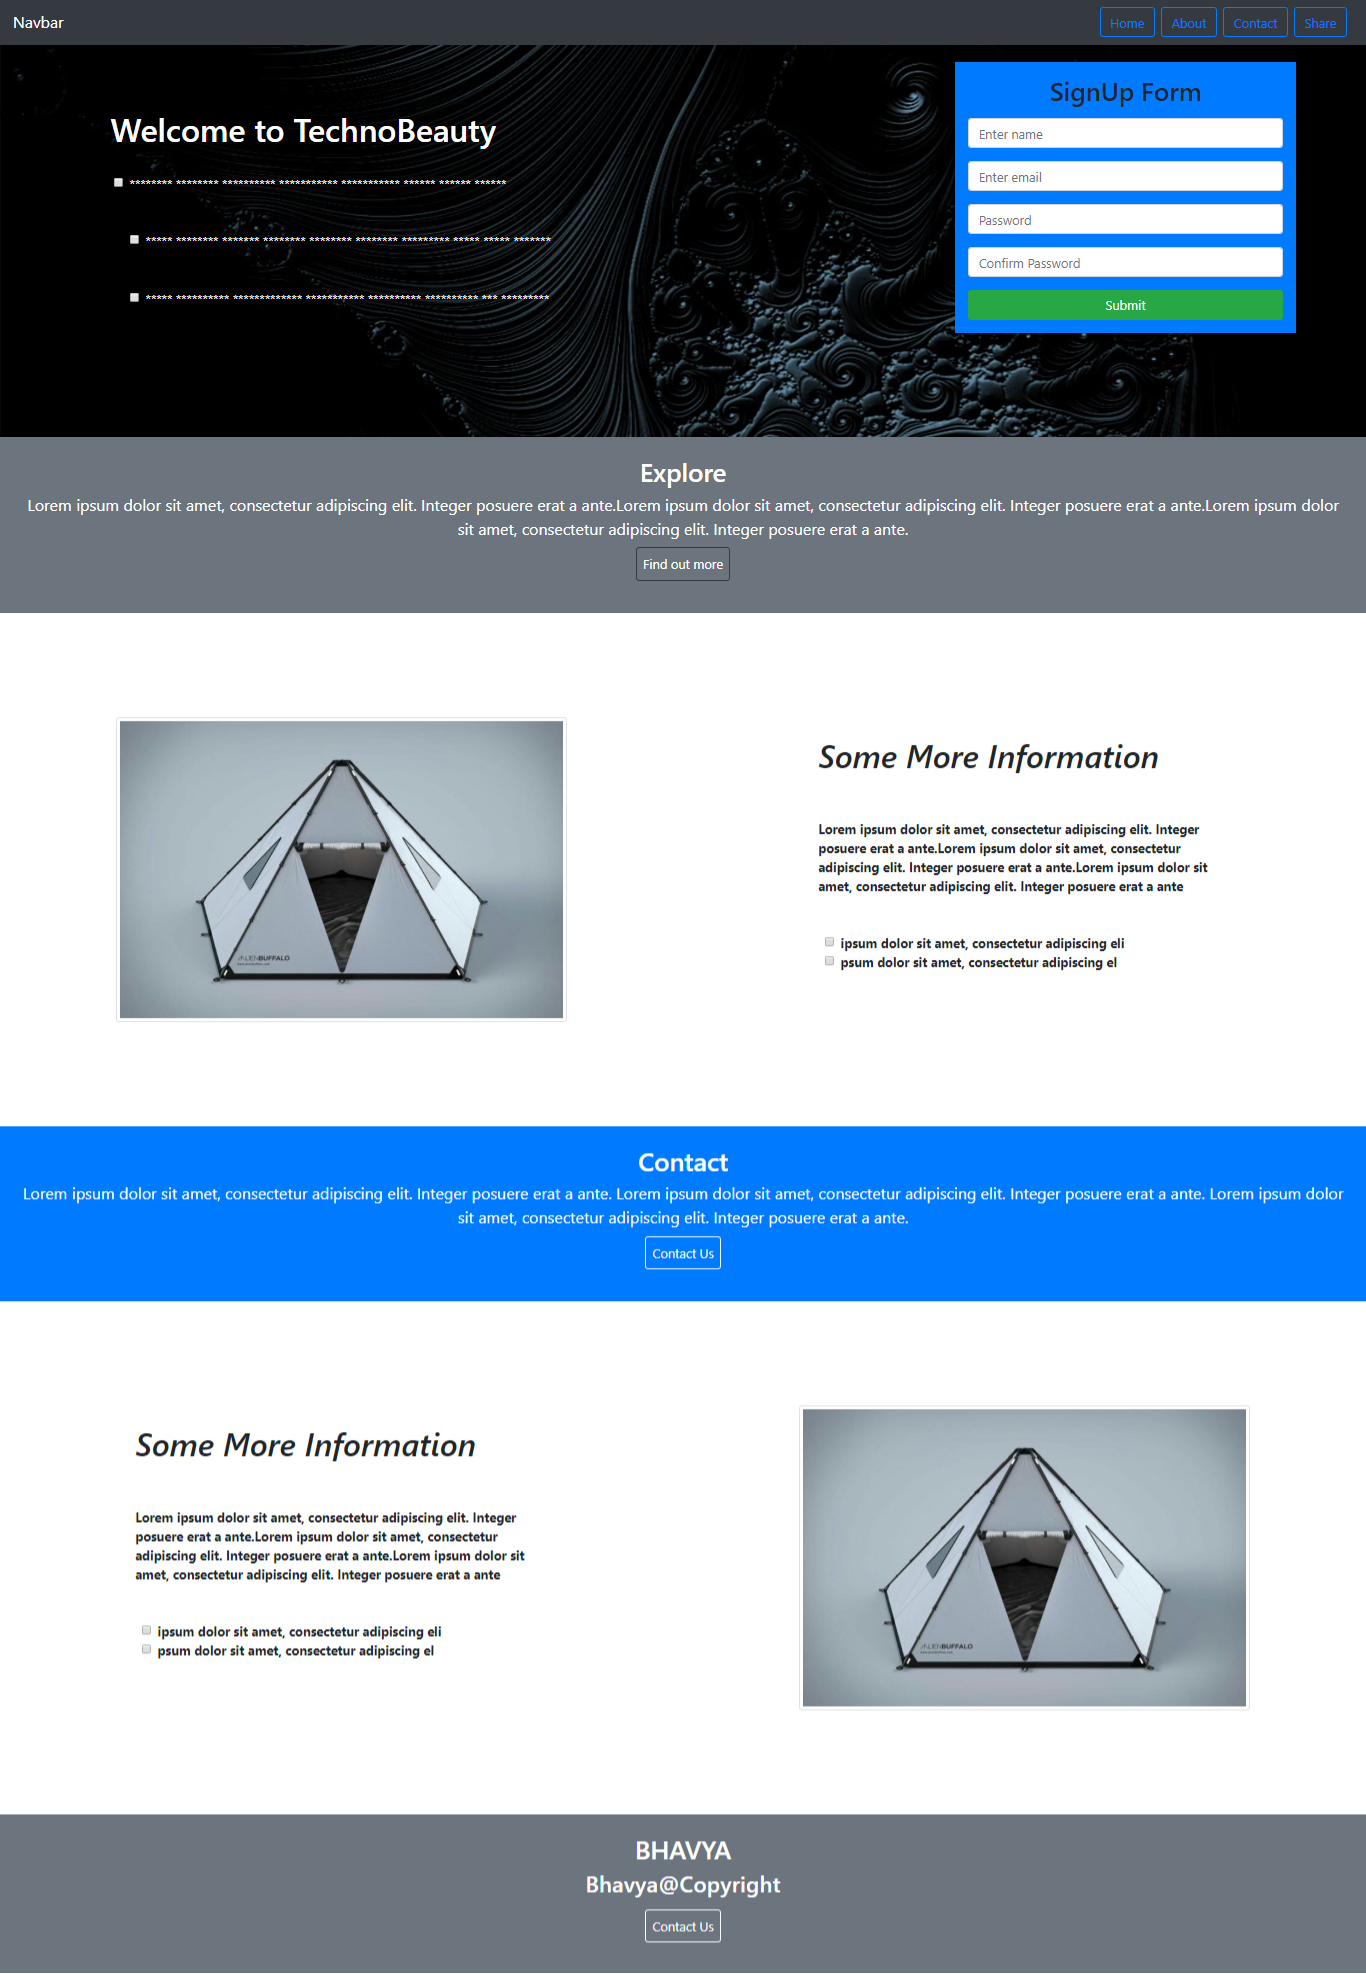 Navbar
Home
About
Contact
Share
Welcome to TechnoBeauty
******** ******** ********** *********** *********** ****** ****** ******
***** ******** ******* ******** ******** ******** ********* ***** ***** *******
***** ********** ************* *********** ********** ********** *** *********
SignUp Form
Enter name
Enter email
Password
Confirm Password
Submit
Explore
Lorem ipsum dolor sit amet, consectetur adipiscing elit. Integer posuere erat a ante.Lorem ipsum dolor sit amet, consectetur adipiscing elit. Integer posuere erat a ante.Lorem ipsum dolor
sit amet, consectetur adipiscing elit. Integer posuere erat a ante.
Find out more
ALIENBUFFALO
Some More Information
Lorem ipsum dolor sit amet, consectetur adipiscing elit. Integer
posuere erat a ante.Lorem ipsum dolor sit amet, consectetur
adipiscing elit. Integer posuere erat a ante.Lorem ipsum dolor sit
amet, consectetur adipiscing elit. Integer posuere erat a ante
ipsum dolor sit amet, consectetur adipiscing eli
psum dolor sit amet, consectetur adipiscing el
Contact
Lorem ipsum dolor sit amet, consectetur adipiscing elit. Integer posuere erat a ante. Lorem ipsum dolor sit amet, consectetur adipiscing elit. Integer posuere erat a ante. Lorem ipsum dolor
sit amet, consectetur adipiscing elit. Integer posuere erat a ante.
Contact Us
Some More Information
Lorem ipsum dolor sit amet, consectetur adipiscing elit. Integer
posuere erat a ante.Lorem ipsum dolor sit amet, consectetur
adipiscing elit. Integer posuere erat a ante.Lorem ipsum dolor sit
amet, consectetur adipiscing elit. Integer posuere erat a ante
ipsum dolor sit amet, consectetur adipiscing eli
psum dolor sit amet, consectetur adipiscing el
ALIENBUFFALO
BHAVYA
Bhavya@Copyright
Contact Us